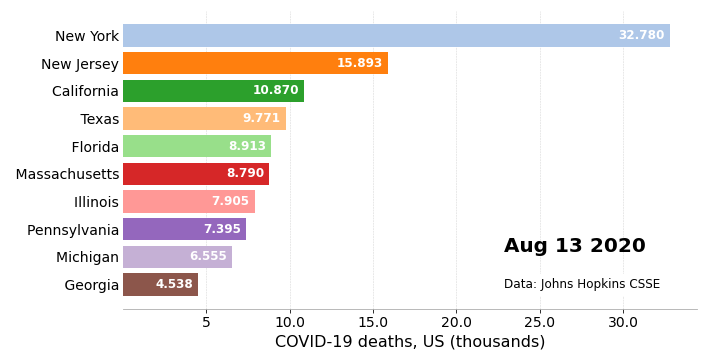 New York 32.780
New Jersey 15.893
California 10.870
Texas 9.771
Florida 8.913
Massachusetts 8.790
Illinois 7.905
Pennsylvania 7.395
Michigan 6.555
Georgia 4.538
Aug 13 2020
Data: Johns Hopkins CSSE
5 10.0 15.0 20.0 25.0 30.0
COVID-19 deaths, US (thousands)